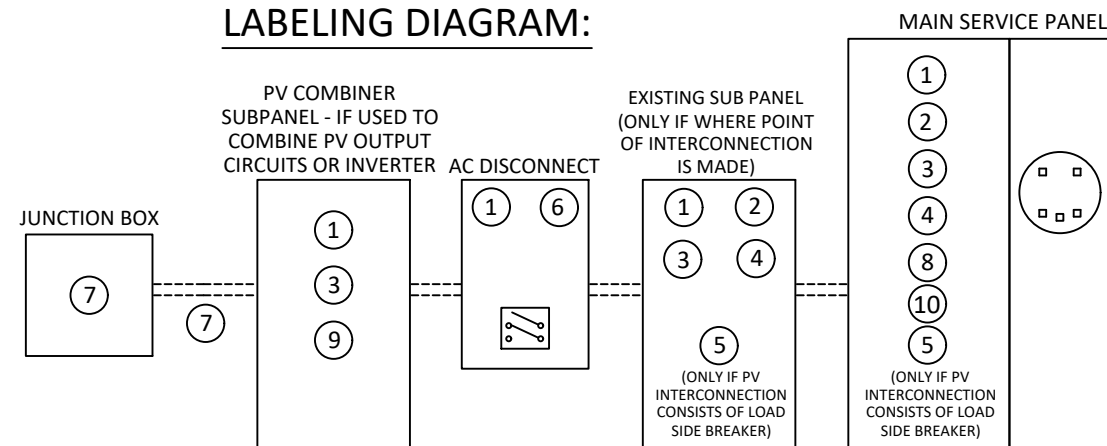 LABELING DIAGRAM:
MAIN SERVICE PANEL
PV COMBINER
SUBPANEL - IF USED TO
COMBINE PV OUTPUT
CIRCUITS OR INVERTER
AC DISCONNECT
EXISTING SUB PANEL
(ONLY IF WHERE POINT
OF INTERCONNECTION
IS MADE)
JUNCTION BOX
7
7
1
3
9
1 6
1 2
3 4
5
(ONLY IF PV
INTERCONNECTION
CONSISTS OF LOAD
SIDE BREAKER)
1
2
3
4
8
10
5
(ONLY IF PV
INTERCONNECTION
CONSISTS OF LOAD
SIDE BREAKER)